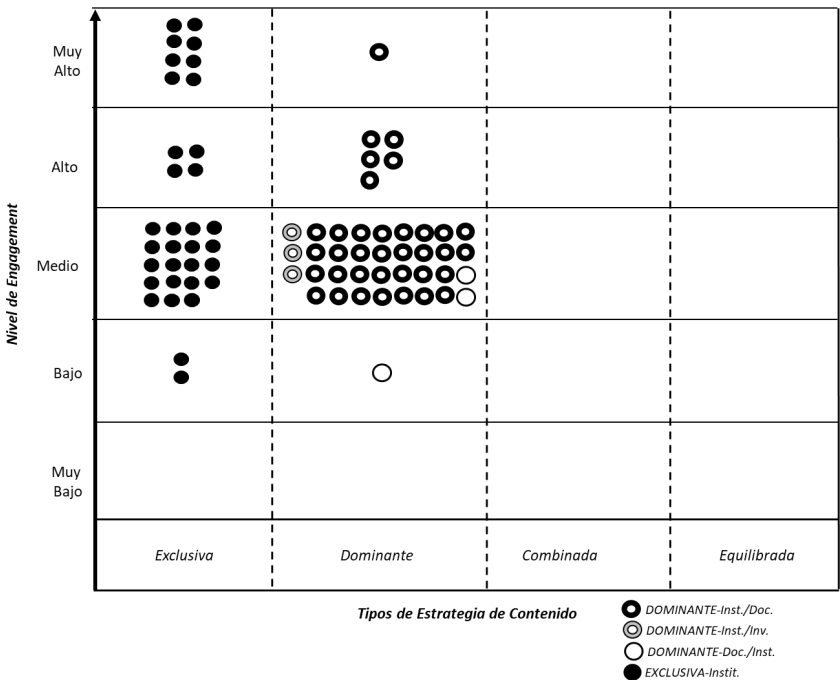 Muy
Alto
Alto
Nivel de Engagement
Medio
Bajo
Muy
Bajo
Exclusiva
Dominante
Combinada
Equilibrada
Tipos de Estrategia de Contenido
DOMINANTE-Inst./Doc.
DOMINANTE-Inst./Inv.
DOMINANTE-Doc./Inst.
EXCLUSIVA-Instit.